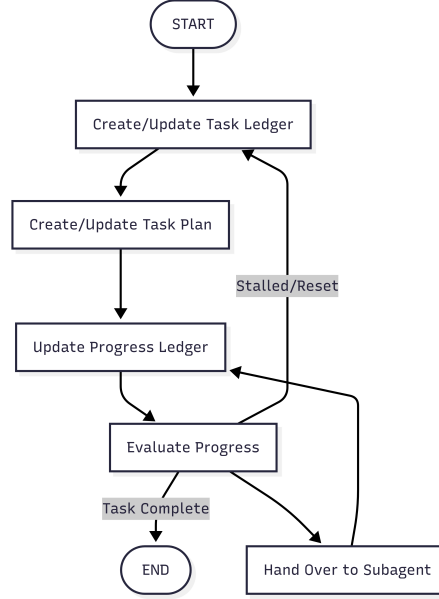 START
Create/Update Task Ledger
Create/Update Task Plan
Stalled/Reset
Update Progress Ledger
Evaluate Progress
Task Complete
END
Hand Over to Subagent